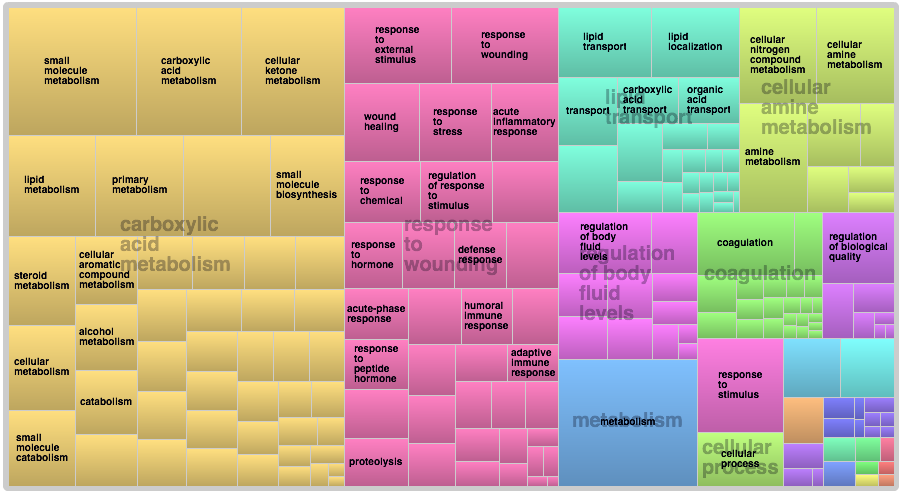 small
molecule
metabolism
carboxylic
acid
metabolism
cellular
ketone
metabolism
lipid
metabolism
primary
metabolism
small
molecule
biosynthesis
carboxylic
acid
metabolism
steroid
metabolism
cellular
aromatic
compound
metabolism
alcohol
metabolism
cellular
metabolism
catabolism
small
molecule
catabolism
response
to
external
stimulus
response
to
wounding
wound
healing
response
to
stress
acute
inflammatory
response
response
to
chemical
regulation
of response
to
stimulus
response
to
wounding
response
to
hormone
defense
response
acute-phase
response
humoral
immune
response
response
to
peptide
hormone
adaptive
immune
response
proteolysis
lipid
transport
lipid
localization
transport
carboxylic
acid
transport
organic
acid
transport
lipid
transport
cellular
nitrogen
compound
metabolism
cellular
amine
metabolism
cellular
amine
metabolism
amine
metabolism
regulation
of body
fluid
levels
regulation
of body
fluid
levels
coagulation
coagulation
regulation
of biological
quality
metabolism
metabolism
response
to
stimulus
cellular
process
cellular
process